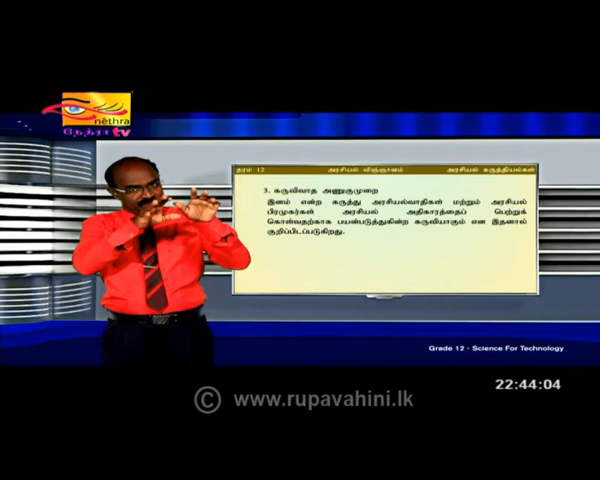 nethra
நேத்ரா tv
தரம் 12 அரசியல் விஞ்ஞானம் அரசியல் கருத்தியல்கள்
3. கருவிவாத அணுகுமுறை
இனம் என்ற கருத்து அரசியல்வாதிகள் மற்றும் அரசியல்
பிரமுகர்கள் அரசியல் அதிகாரத்தைப் பெற்றுக்
கொள்வதற்காக பயன்படுத்துகின்ற கருவியாகும் என இதனால்
குறிப்பிடப்படுகிறது.
Grade 12 - Science For Technology
22:44:04
© www.rupavahini.lk